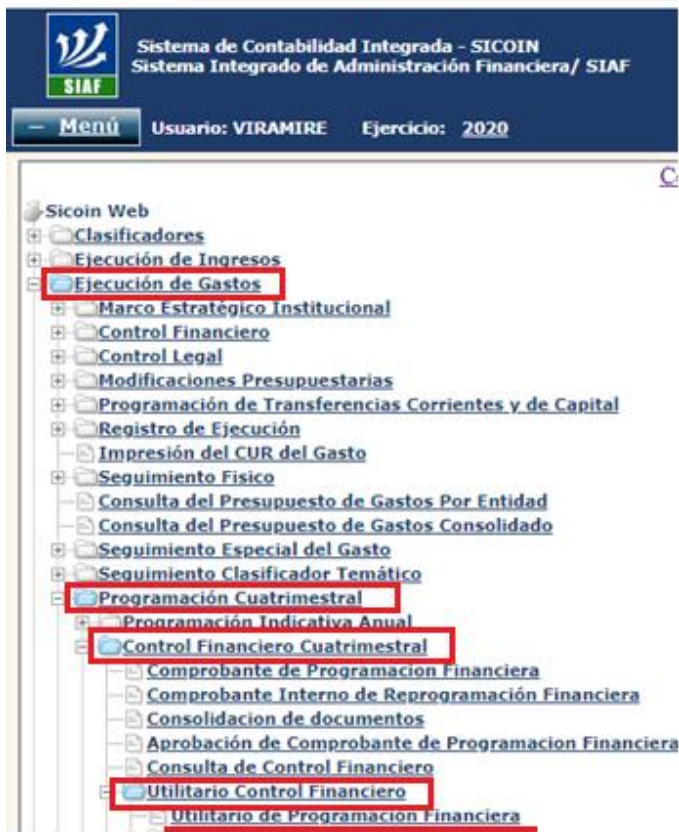 Sistema de Contabilidad Integrada - SICOIN
Sistema Integrado de Administración Financiera/ SIAF
SIAF
− Menú Usuario: VIRAMIRE Ejercicio: 2020
Sicoin Web
Clasificadores
Ejecución de Ingresos
Ejecución de Gastos
Marco Estratégico Institucional
Control Financiero
Control Legal
Modificaciones Presupuestarias
Programación de Transferencias Corrientes y de Capital
Registro de Ejecución
Impresión del CUR del Gasto
Seguimiento Fisico
Consulta del Presupuesto de Gastos Por Entidad
Consulta del Presupuesto de Gastos Consolidado
Seguimiento Especial del Gasto
Seguimiento Clasificador Temático
Programación Cuatrimestral
Programación Indicativa Anual
Control Financiero Cuatrimestral
Comprobante de Programacion Financiera
Comprobante Interno de Reprogramación Financiera
Consolidacion de documentos
Aprobación de Comprobante de Programacion Financiera
Consulta de Control Financiero
Utilitario Control Financiero
Utilitario de Programación Financiera